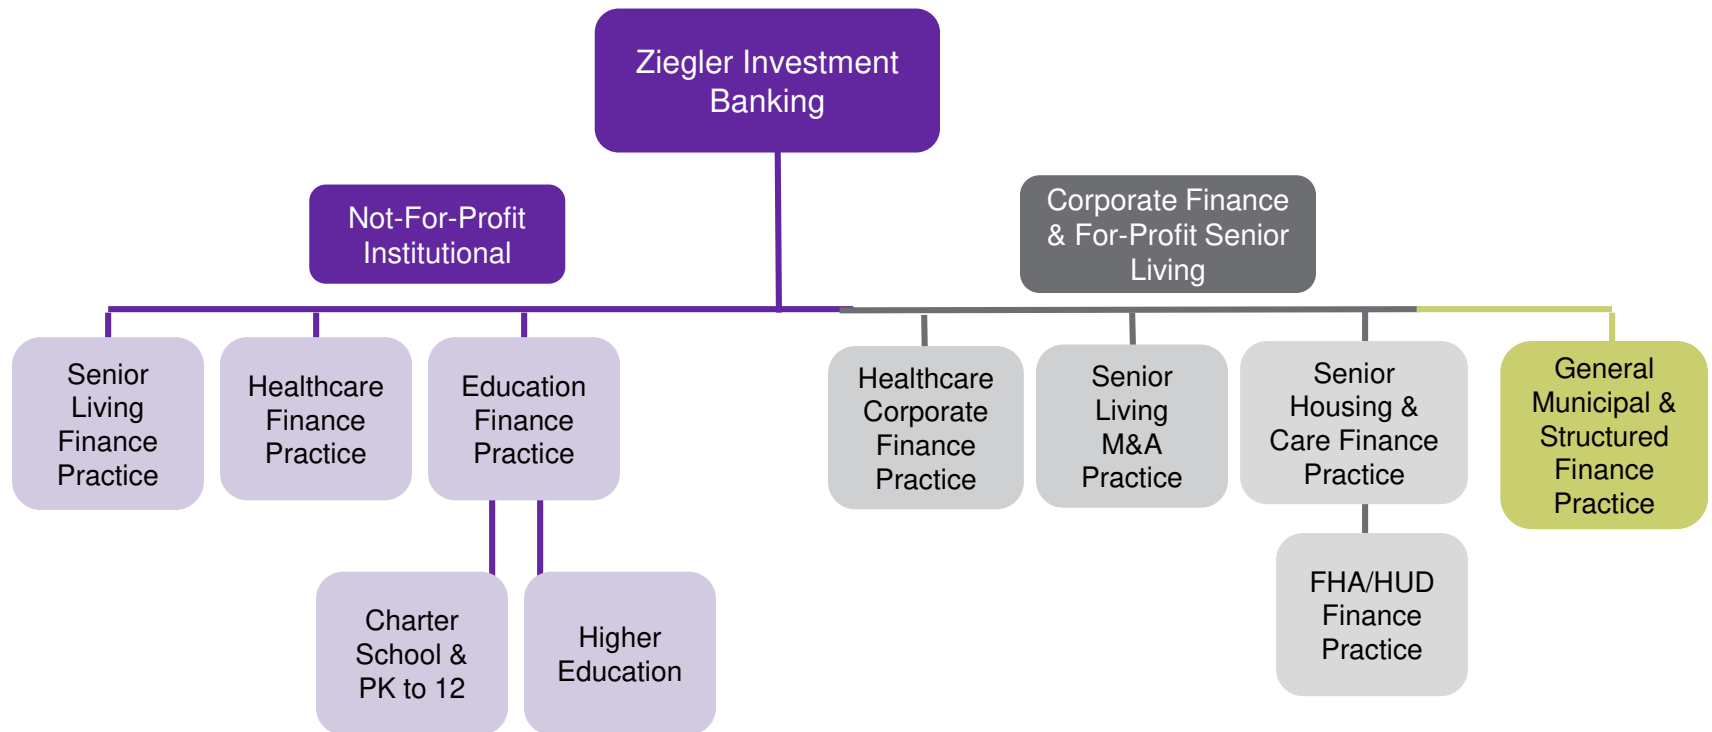 Ziegler Investment
Banking
Not-For-Profit
Institutional
Corporate Finance
& For-Profit Senior
Living
Senior
Living
Finance
Practice
Healthcare
Finance
Practice
Education
Finance
Practice
Healthcare
Corporate
Finance
Practice
Senior
Living
M&A
Practice
Senior
Housing &
Care Finance
Practice
General
Municipal &
Structured
Finance
Practice
Charter
School &
PK to 12
Higher
Education
FHA/HUD
Finance
Practice